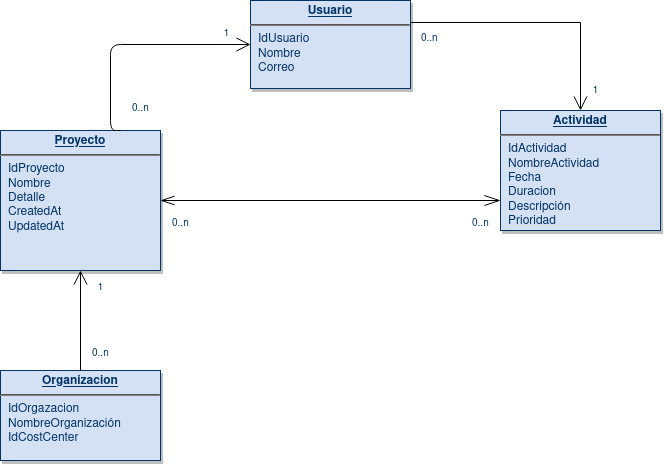 Usuario
IdUsuario
Nombre
Correo
1
0..n
0..n
1
Proyecto
IdProyecto
Nombre
Detalle
CreatedAt
UpdatedAt
Actividad
IdActividad
NombreActividad
Fecha
Duracion
Descripción
Prioridad
0..n
0..n
1
0..n
Organizacion
IdOrgazacion
NombreOrganización
IdCostCenter